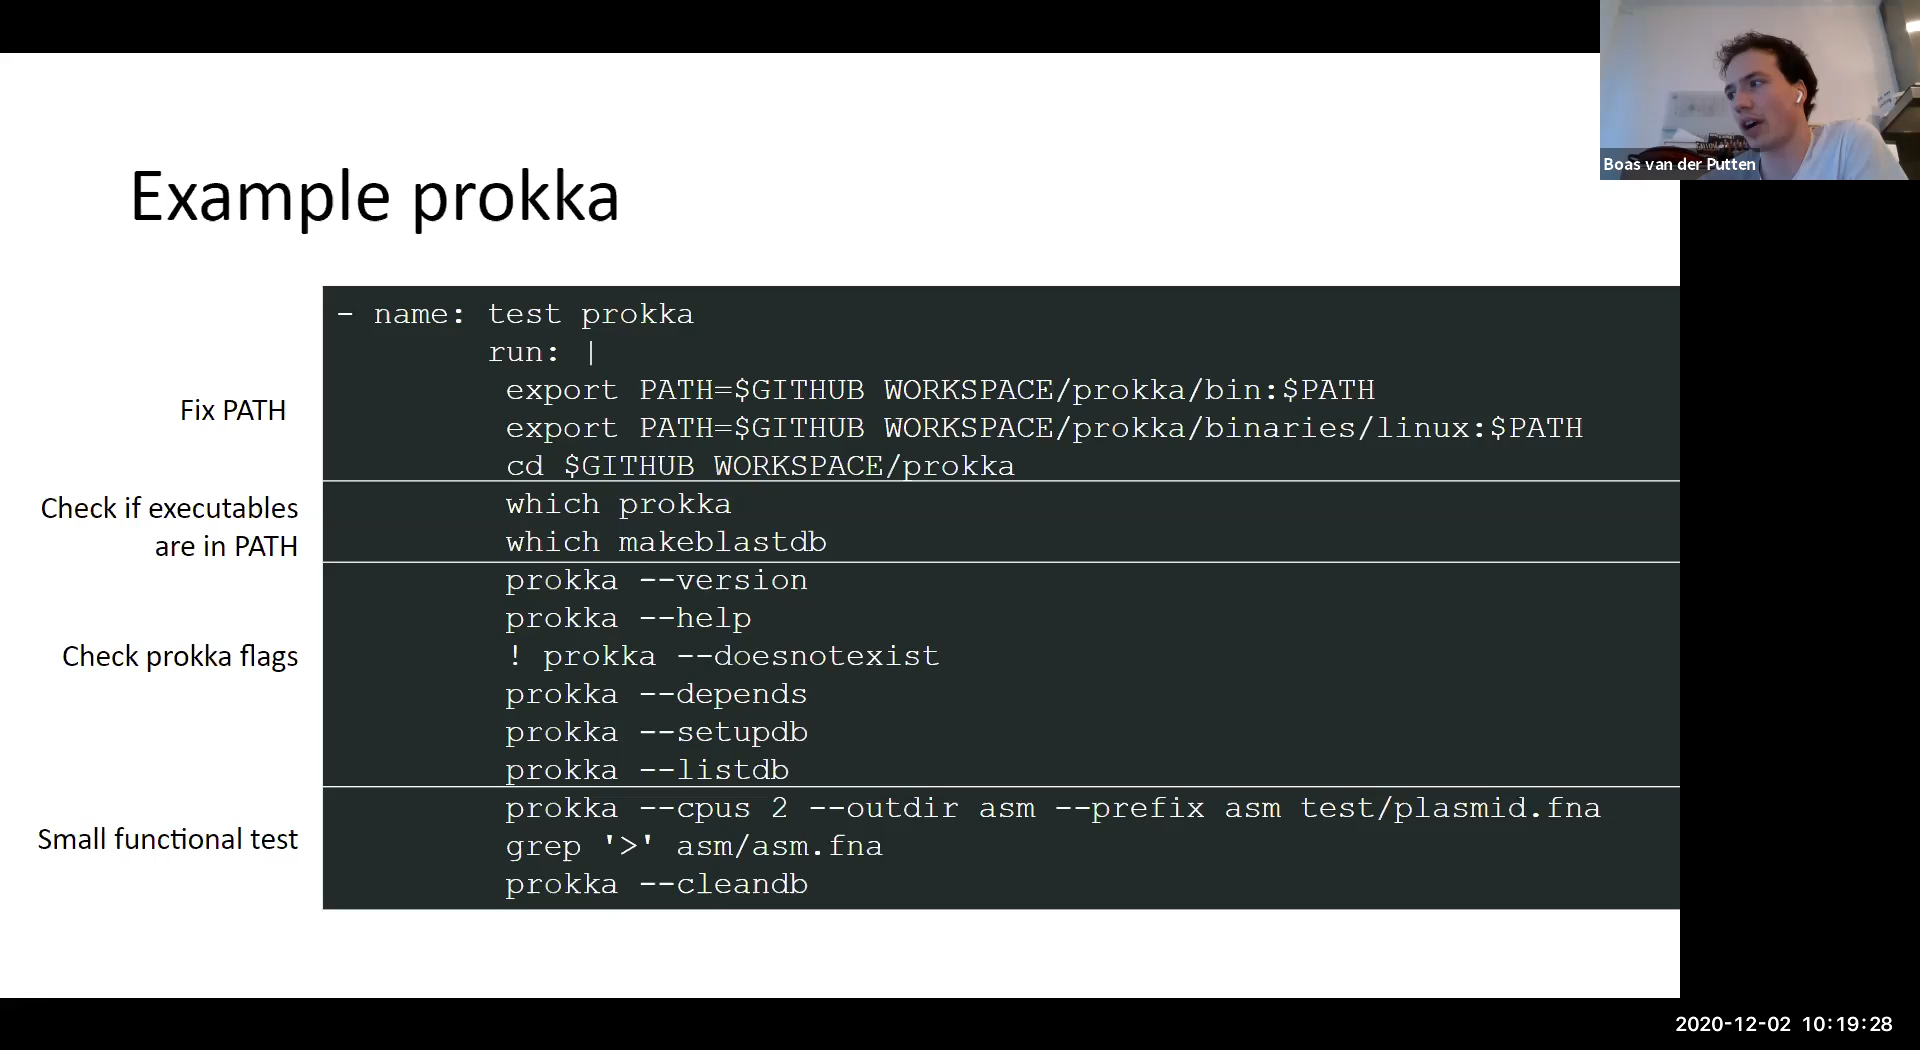 Boas van der Putten
Example prokka
- name: test prokka
run: |
Fix PATH
export PATH=$GITHUB WORKSPACE/prokka/bin:$PATH
export PATH=$GITHUB WORKSPACE/prokka/binaries/linux:$PATH
cd $GITHUB WORKSPACE/prokka
Check if executables
are in PATH
which prokka
which makeblastdb
Check prokka flags
prokka --version
prokka --help
! prokka --doesnotexist
prokka --depends
prokka --setupdb
prokka --listdb
Small functional test
prokka --cpus 2 --outdir asm --prefix asm test/plasmid.fna
grep '>' asm/asm.fna
prokka --cleandb
2020-12-02 10:19:28